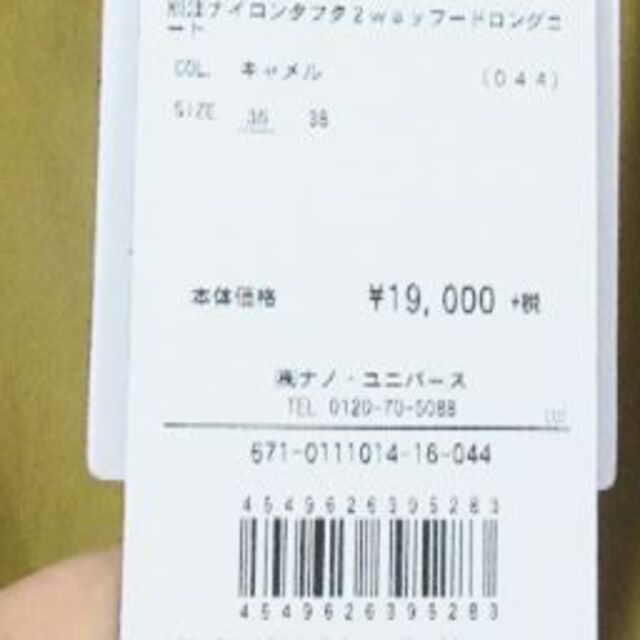 別注ナイロンタフタ2wayフードロングコ
ート
COL. キャメル (044)
SIZE 36 38
本体価格 ¥19,000 +税
㈱ナノ・ユニバース
TEL 0120-70-5088
671-0111014-16-044
4549626395283
4549626395283